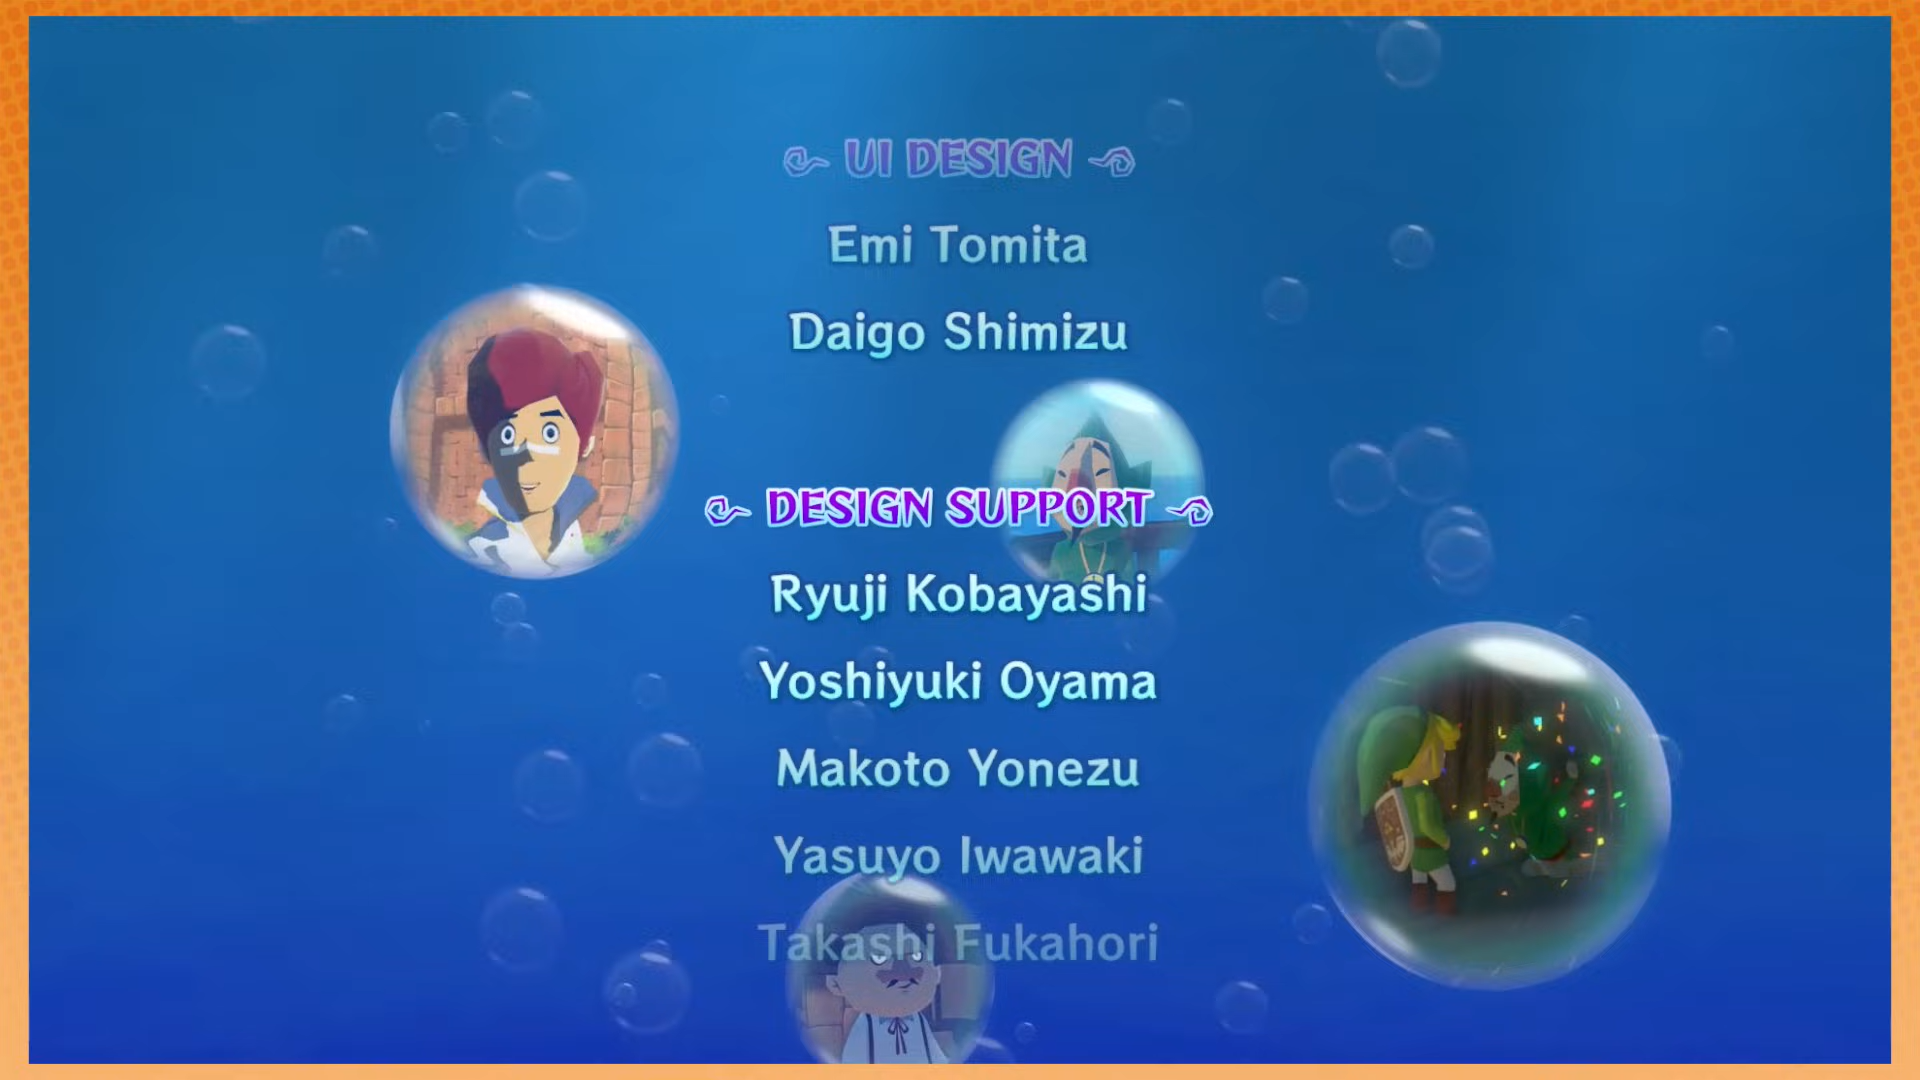 UI DESIGN
Emi Tomita
Daigo Shimizu
DESIGN SUPPORT
Ryuji Kobayashi
Yoshiyuki Oyama
Makoto Yonezu
Yasuyo Iwawaki
Takashi Fukahori